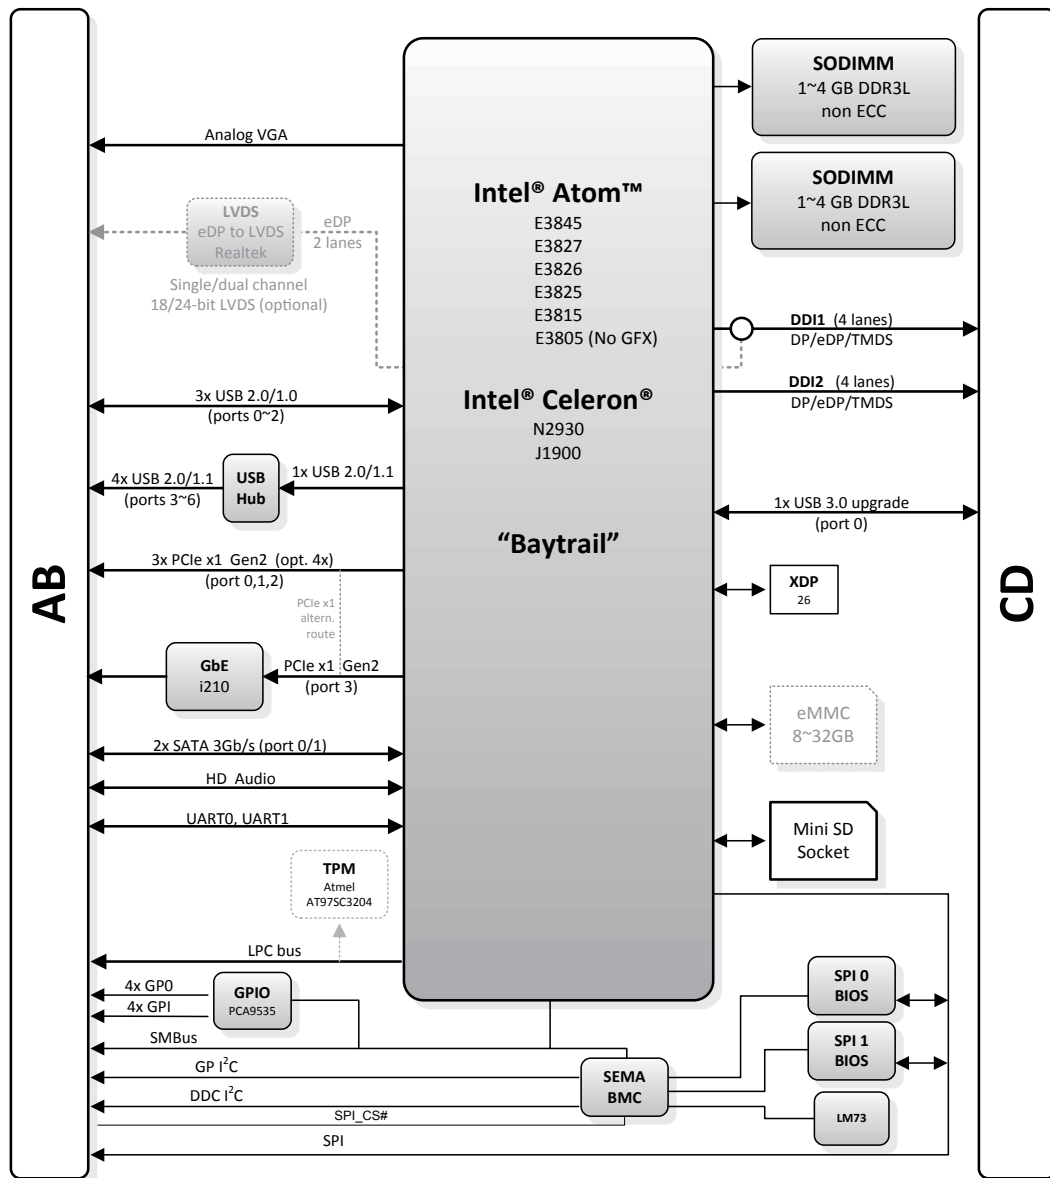 AB
CD
Analog VGA
LVDS
eDP to LVDS
Realtek
eDP
2 lanes
Single/dual channel
18/24-bit LVDS (optional)
3x USB 2.0/1.0
(ports 0~2)
4x USB 2.0/1.1
(ports 3~6)
USB
Hub
1x USB 2.0/1.1
3x PCIe x1  Gen2  (opt. 4x)
(port 0,1,2)
PCIe x1
altern.
route
GbE
i210
PCIe x1  Gen2
(port 3)
2x SATA 3Gb/s (port 0/1)
HD  Audio
UART0, UART1
TPM
Atmel
AT97SC3204
LPC bus
4x GP0
4x GPI
GPIO
PCA9535
SMBus
GP I²C
DDC I²C
SPI_CS#
SPI
Intel® Atom™
E3845
E3827
E3826
E3825
E3815
E3805 (No GFX)
Intel® Celeron®
N2930
J1900
“Baytrail”
SODIMM
1~4 GB DDR3L
non ECC
SODIMM
1~4 GB DDR3L
non ECC
DDI1  (4 lanes)
DP/eDP/TMDS
DDI2  (4 lanes)
DP/eDP/TMDS
1x USB 3.0 upgrade
(port 0)
XDP
26
eMMC
8~32GB
Mini SD
Socket
SPI 0
BIOS
SPI 1
BIOS
SEMA
BMC
LM73